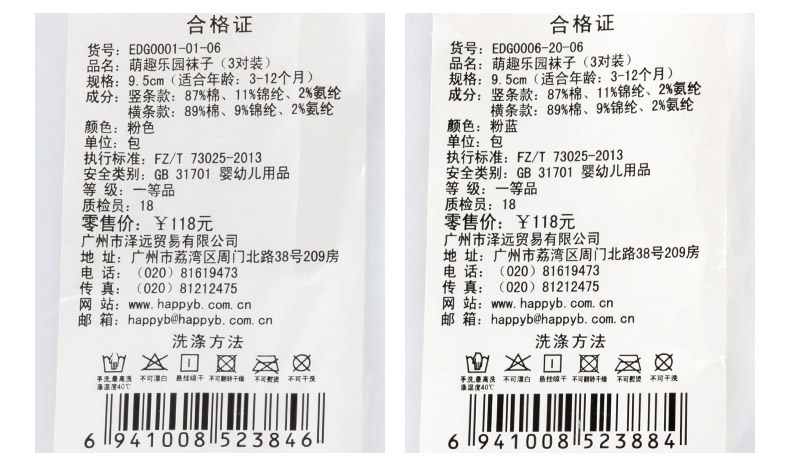 合格证
货号：EDG0001-01-06
品名：萌趣乐园袜子（3对装）
规格：9.5cm（适合年龄：3-12个月）
成分：竖条款：87%棉、11%锦纶、2%氨纶
横条款：89%棉、9%锦纶、2%氨纶
颜色：粉色
单位：包
执行标准：FZ/T 73025-2013
安全类别：GB 31701 婴幼儿用品
等 级：一等品
质检员：18
零售价：￥118元
广州市泽远贸易有限公司
地 址：广州市荔湾区周门北路38号209房
电 话：（020）81619473
传 真：（020）81212475
网 站：www.happyb.com.cn
邮 箱：happyb@happyb.com.cn
洗涤方法
手洗,最高洗涤温度40℃ 不可漂白 悬挂晾干 不可翻转干燥 不可熨烫 不可干洗
6 941008 523846
合格证
货号：EDG0006-20-06
品名：萌趣乐园袜子（3对装）
规格：9.5cm（适合年龄：3-12个月）
成分：竖条款：87%棉、11%锦纶、2%氨纶
横条款：89%棉、9%锦纶、2%氨纶
颜色：粉蓝
单位：包
执行标准：FZ/T 73025-2013
安全类别：GB 31701 婴幼儿用品
等 级：一等品
质检员：18
零售价：￥118元
广州市泽远贸易有限公司
地 址：广州市荔湾区周门北路38号209房
电 话：（020）81619473
传 真：（020）81212475
网 站：www.happyb.com.cn
邮 箱：happyb@happyb.com.cn
洗涤方法
手洗,最高洗涤温度40℃ 不可漂白 悬挂晾干 不可翻转干燥 不可熨烫 不可干洗
6 941008 523884